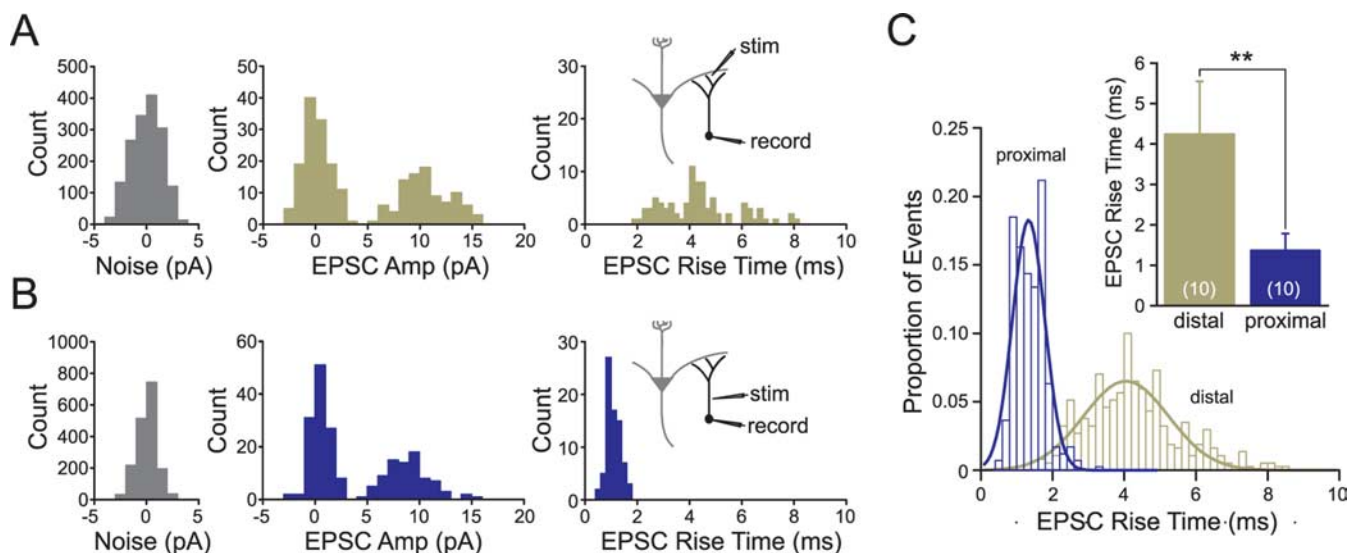 A
500
400
300
200
100
0
Count
-5 0 5
Noise (pA)
50
40
30
20
10
0
Count
-5 0 5 10 15 20
EPSC Amp (pA)
30
20
10
0
Count
stim
record
0 2 4 6 8 10
EPSC Rise Time (ms)
B
1000
800
600
400
200
0
Count
-5 0 5
Noise (pA)
60
40
20
0
Count
-5 0 5 10 15 20
EPSC Amp (pA)
30
20
10
0
Count
stim
record
0 2 4 6 8 10
EPSC Rise Time (ms)
C
0.25
0.20
0.15
0.10
0.05
0
Proportion of Events
proximal
distal
0 2 4 6 8 10
EPSC Rise Time (ms)
6
5
4
3
2
1
0
EPSC Rise Time (ms)
**
(10) (10)
distal proximal